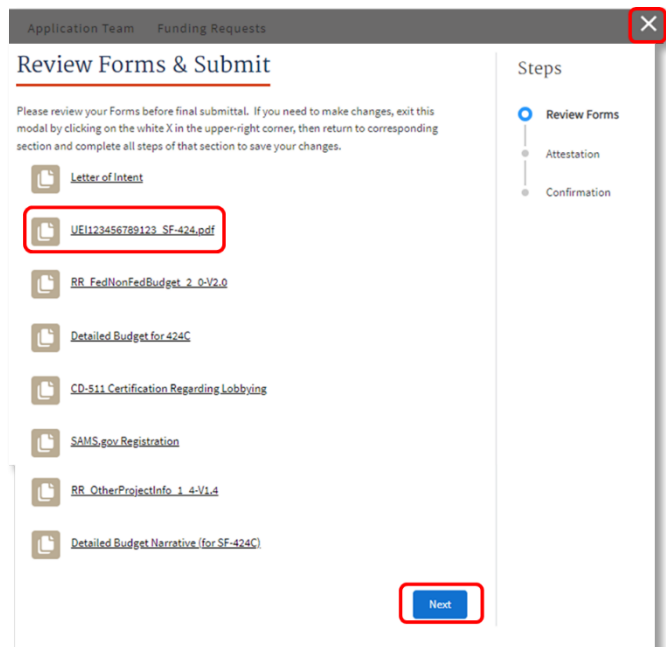 Application Team Funding Requests
Review Forms & Submit
Please review your Forms before final submittal. If you need to make changes, exit this
modal by clicking on the white X in the upper-right corner, then return to corresponding
section and complete all steps of that section to save your changes.
Letter of Intent
UEI123456789123_SF-424.pdf
RR_FedNonFedBudget_2_0-V2.0
Detailed Budget for 424C
CD-511 Certification Regarding Lobbying
SAMS.gov Registration
RR_OtherProjectInfo_1_4-V1.4
Detailed Budget Narrative (for SF-424C)
Next
Steps
Review Forms
Attestation
Confirmation